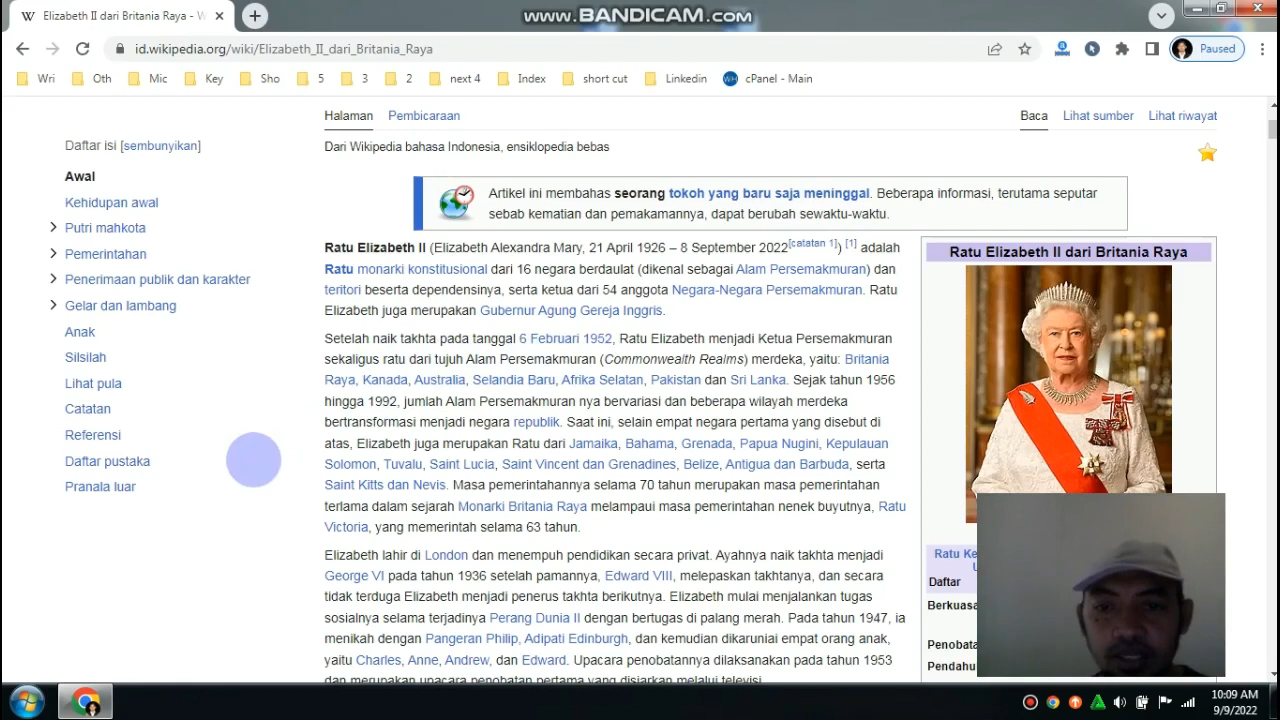 Elizabeth II dari Britania Raya - W
www.BANDICAM.com
id.wikipedia.org/wiki/Elizabeth_II_dari_Britania_Raya
Paused
Wri Oth Mic Key Sho 5 3 2 next 4 Index short cut Linkedin cPanel - Main
Halaman Pembicaraan Baca Lihat sumber Lihat riwayat
Daftar isi [sembunyikan]
Awal
Kehidupan awal
Putri mahkota
Pemerintahan
Penerimaan publik dan karakter
Gelar dan lambang
Anak
Silsilah
Lihat pula
Catatan
Referensi
Daftar pustaka
Pranala luar
Dari Wikipedia bahasa Indonesia, ensiklopedia bebas
Artikel ini membahas seorang tokoh yang baru saja meninggal. Beberapa informasi, terutama seputar
sebab kematian dan pemakamannya, dapat berubah sewaktu-waktu.
Ratu Elizabeth II (Elizabeth Alexandra Mary, 21 April 1926 – 8 September 2022[catatan 1]) [1] adalah
Ratu monarki konstitusional dari 16 negara berdaulat (dikenal sebagai Alam Persemakmuran) dan
teritori beserta dependensinya, serta ketua dari 54 anggota Negara-Negara Persemakmuran. Ratu
Elizabeth juga merupakan Gubernur Agung Gereja Inggris.
Setelah naik takhta pada tanggal 6 Februari 1952, Ratu Elizabeth menjadi Ketua Persemakmuran
sekaligus ratu dari tujuh Alam Persemakmuran (Commonwealth Realms) merdeka, yaitu: Britania
Raya, Kanada, Australia, Selandia Baru, Afrika Selatan, Pakistan dan Sri Lanka. Sejak tahun 1956
hingga 1992, jumlah Alam Persemakmuran nya bervariasi dan beberapa wilayah merdeka
bertransformasi menjadi negara republik. Saat ini, selain empat negara pertama yang disebut di
atas, Elizabeth juga merupakan Ratu dari Jamaika, Bahama, Grenada, Papua Nugini, Kepulauan
Solomon, Tuvalu, Saint Lucia, Saint Vincent dan Grenadines, Belize, Antigua dan Barbuda, serta
Saint Kitts dan Nevis. Masa pemerintahannya selama 70 tahun merupakan masa pemerintahan
terlama dalam sejarah Monarki Britania Raya melampaui masa pemerintahan nenek buyutnya, Ratu
Victoria, yang memerintah selama 63 tahun.
Elizabeth lahir di London dan menempuh pendidikan secara privat. Ayahnya naik takhta menjadi
George VI pada tahun 1936 setelah pamannya, Edward VIII, melepaskan takhtanya, dan secara
tidak terduga Elizabeth menjadi penerus takhta berikutnya. Elizabeth mulai menjalankan tugas
sosialnya selama terjadinya Perang Dunia II dengan bertugas di palang merah. Pada tahun 1947, ia
menikah dengan Pangeran Philip, Adipati Edinburgh, dan kemudian dikaruniai empat orang anak,
yaitu Charles, Anne, Andrew, dan Edward. Upacara penobatannya dilaksanakan pada tahun 1953
dan merupakan upacara penobatan pertama yang disiarkan melalui televisi.
Ratu Elizabeth II dari Britania Raya
Ratu Ke
Daftar
Berkuasa
Penobata
Pendahu
10:09 AM
9/9/2022